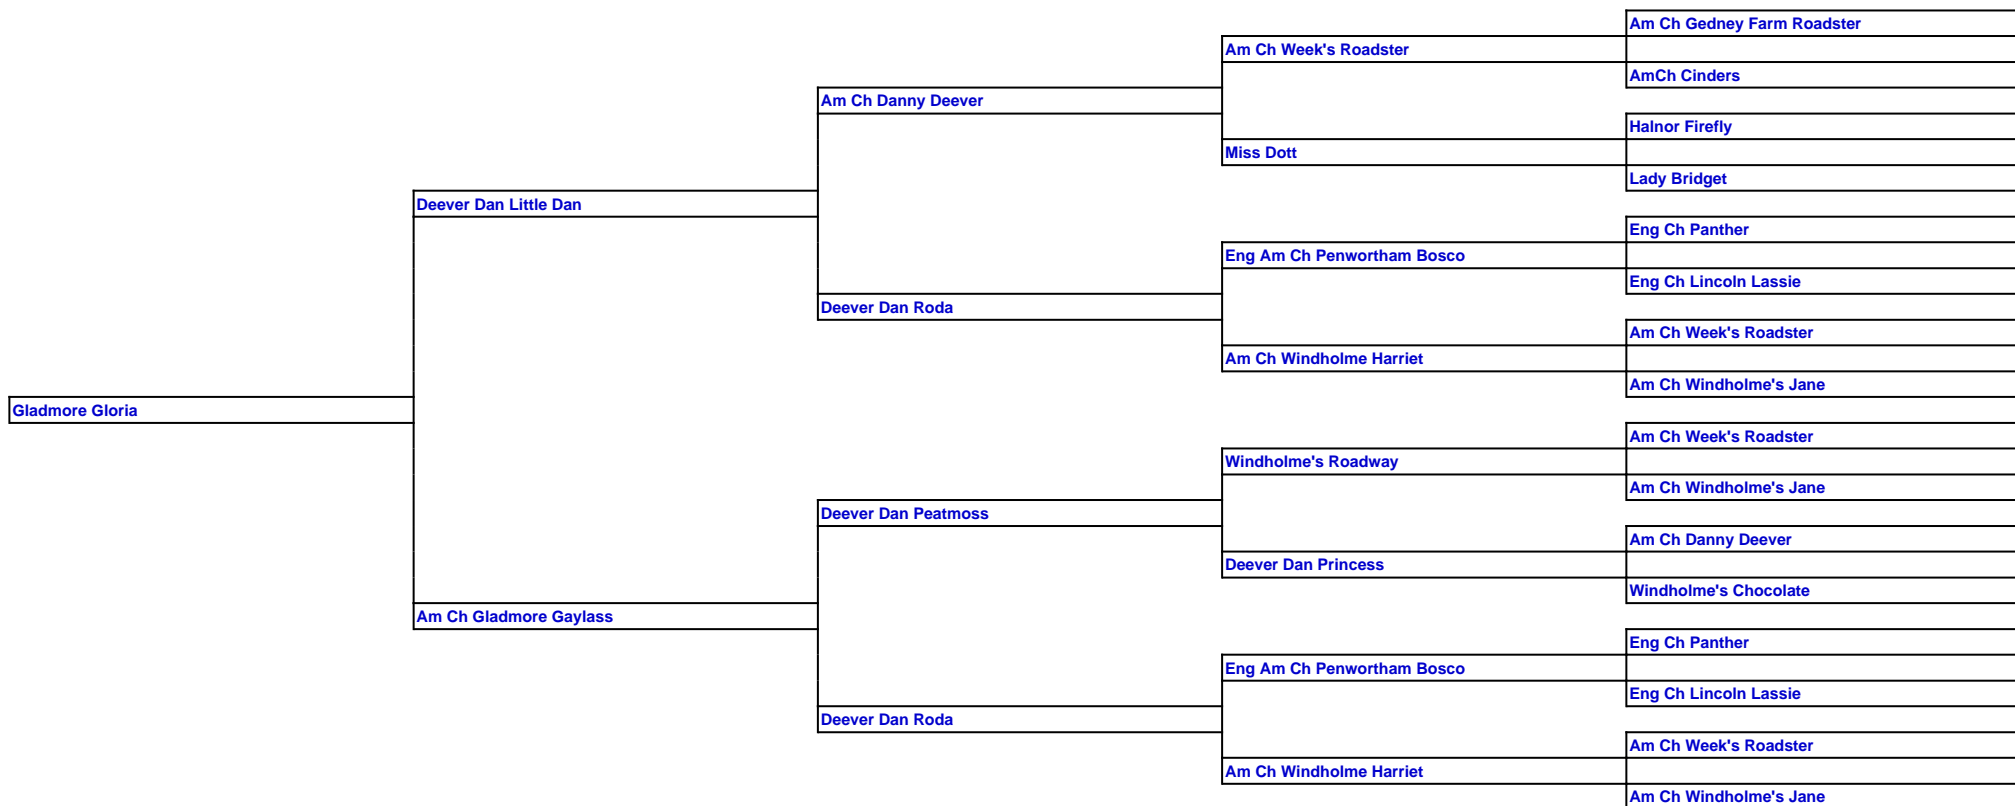 Am Ch Gedney Farm Roadster
Am Ch Week's Roadster
AmCh Cinders
Am Ch Danny Deever
Halnor Firefly
Miss Dott
Lady Bridget
Deever Dan Little Dan
Eng Ch Panther
Eng Am Ch Penwortham Bosco
Eng Ch Lincoln Lassie
Deever Dan Roda
Am Ch Week's Roadster
Am Ch Windholme Harriet
Am Ch Windholme's Jane
Gladmore Gloria
Am Ch Week's Roadster
Windholme's Roadway
Am Ch Windholme's Jane
Deever Dan Peatmoss
Am Ch Danny Deever
Deever Dan Princess
Windholme's Chocolate
Am Ch Gladmore Gaylass
Eng Ch Panther
Eng Am Ch Penwortham Bosco
Eng Ch Lincoln Lassie
Deever Dan Roda
Am Ch Week's Roadster
Am Ch Windholme Harriet
Am Ch Windholme's Jane